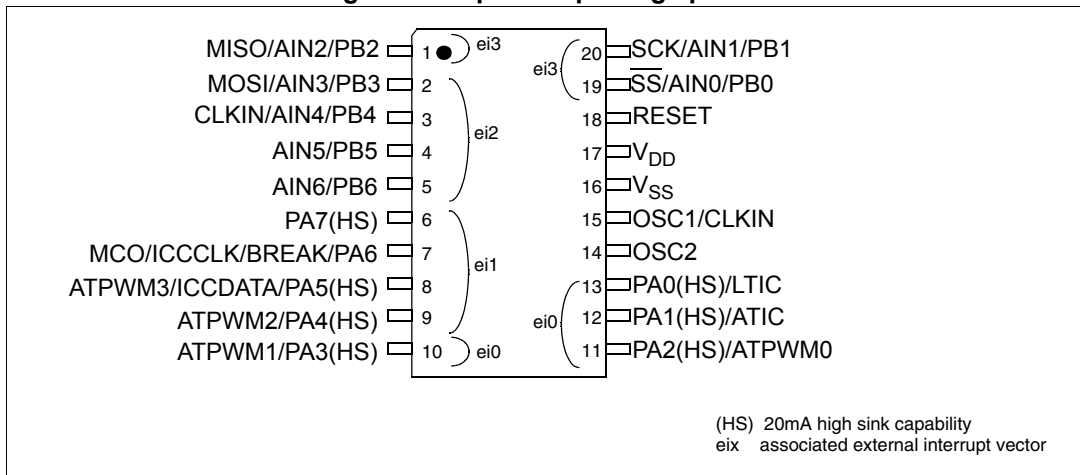 MISO/AIN2/PB2 1 ei3
MOSI/AIN3/PB3 2
CLKIN/AIN4/PB4 3
ei2
AIN5/PB5 4
AIN6/PB6 5
PA7(HS) 6
MCO/ICCCLK/BREAK/PA6 7
ei1
ATPWM3/ICCDATA/PA5(HS) 8
ATPWM2/PA4(HS) 9
ATPWM1/PA3(HS) 10 ei0
20 SCK/AIN1/PB1
ei3
19 SS/AIN0/PB0
18 RESET
17 VDD
16 VSS
15 OSC1/CLKIN
14 OSC2
13 PA0(HS)/LTIC
ei0 12 PA1(HS)/ATIC
11 PA2(HS)/ATPWM0
(HS) 20mA high sink capability
eix associated external interrupt vector